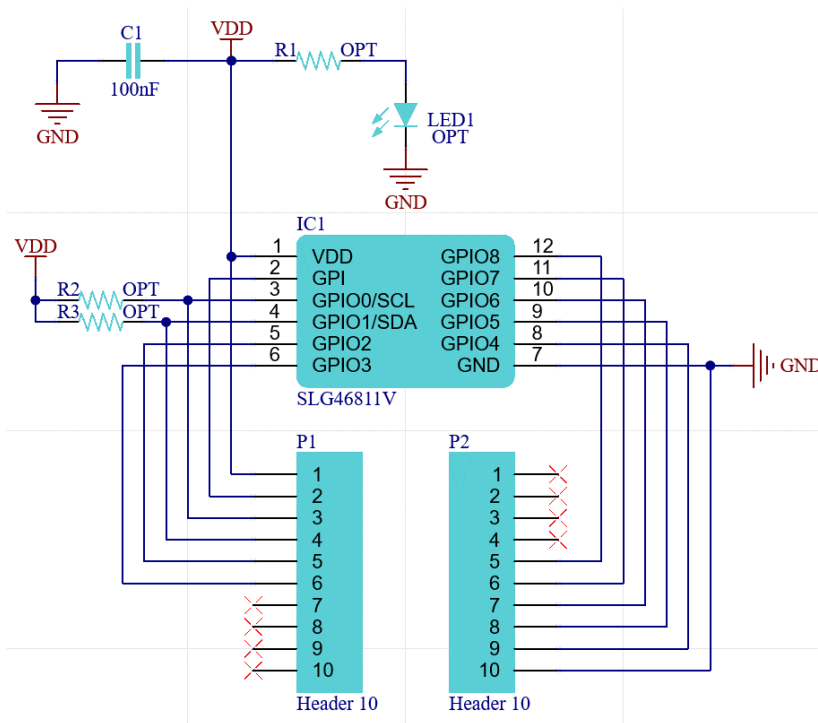 C1
VDD
R1 OPT
100nF
GND
LED1
OPT
GND
IC1
VDD
R2 OPT
R3 OPT
1 VDD GPIO8 12
2 GPI GPIO7 11
3 GPIO0/SCL GPIO6 10
4 GPIO1/SDA GPIO5 9
5 GPIO2 GPIO4 8
6 GPIO3 GND 7
GND
SLG46811V
P1 P2
1 1
2 2
3 3
4 4
5 5
6 6
7 7
8 8
9 9
10 10
Header 10 Header 10